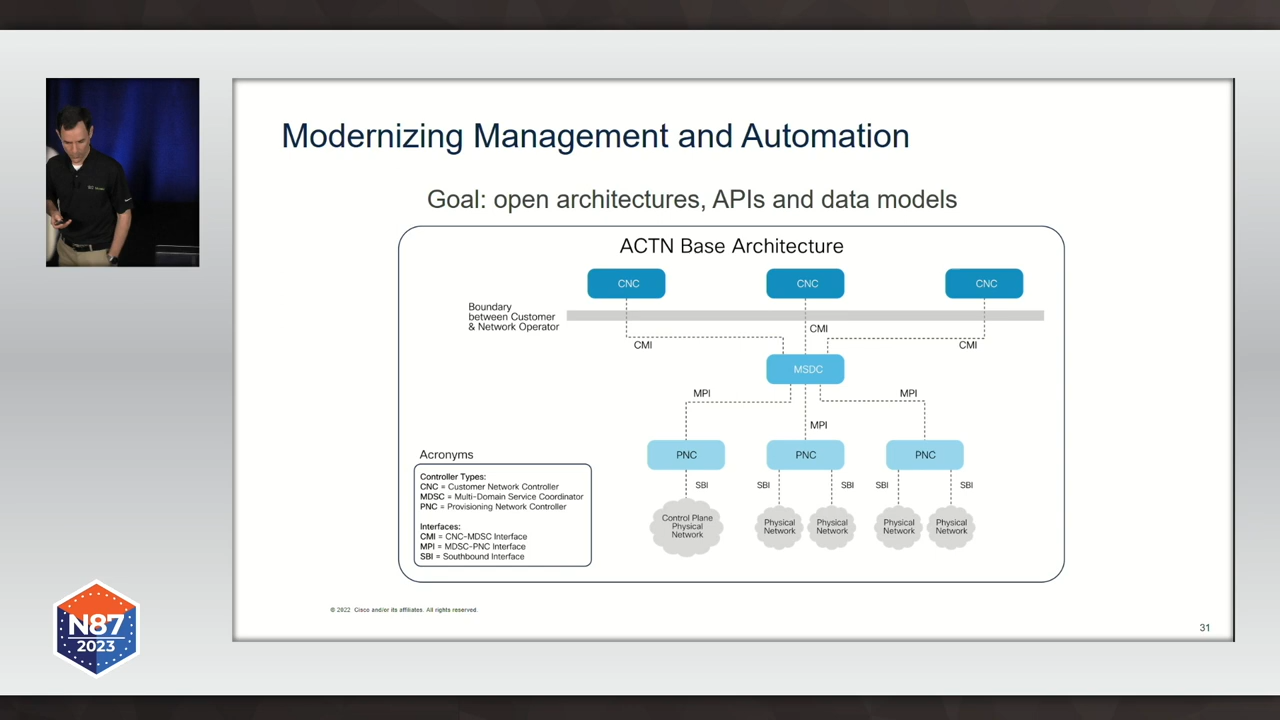 Modernizing Management and Automation
Goal: open architectures, APIs and data models
ACTN Base Architecture
CNC
CNC
CNC
Boundary
between Customer
& Network Operator
CMI
CMI
CMI
MSDC
MPI
MPI
MPI
PNC
PNC
PNC
SBI
SBI
SBI
SBI
SBI
Control Plane
Physical
Network
Physical
Network
Physical
Network
Physical
Network
Physical
Network
Acronyms
Controller Types:
CNC = Customer Network Controller
MDSC = Multi-Domain Service Coordinator
PNC = Provisioning Network Controller
Interfaces:
CMI = CNC-MDSC Interface
MPI = MDSC-PNC Interface
SBI = Southbound Interface
© 2022 Cisco and/or its affiliates. All rights reserved.
31
N87
2023